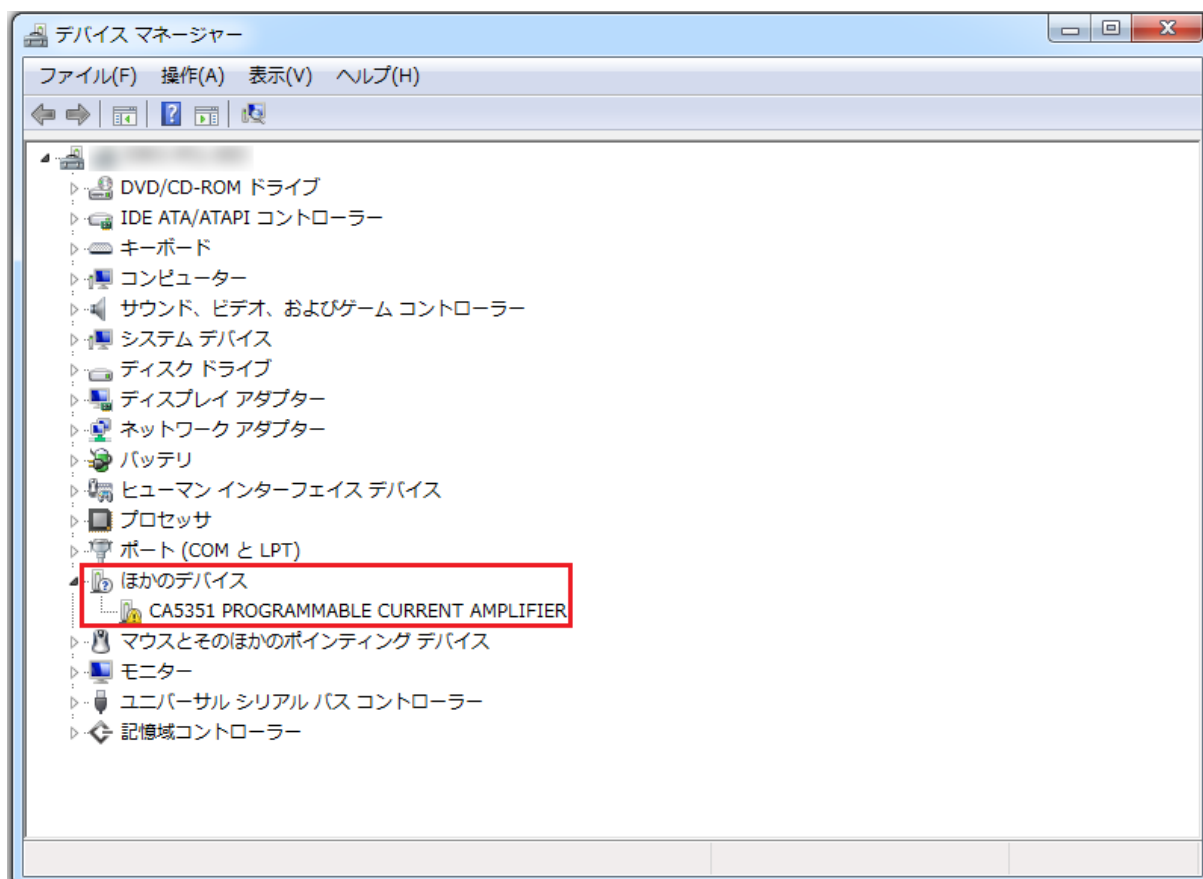 デバイス マネージャー
ファイル(F) 操作(A) 表示(V) ヘルプ(H)
DVD/CD-ROM ドライブ
IDE ATA/ATAPI コントローラー
キーボード
コンピューター
サウンド、ビデオ、およびゲーム コントローラー
システム デバイス
ディスク ドライブ
ディスプレイ アダプター
ネットワーク アダプター
バッテリ
ヒューマン インターフェイス デバイス
プロセッサ
ポート (COM と LPT)
ほかのデバイス
CA5351 PROGRAMMABLE CURRENT AMPLIFIER
マウスとそのほかのポインティング デバイス
モニター
ユニバーサル シリアル バス コントローラー
記憶域コントローラー